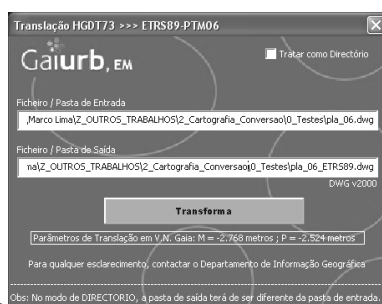 Translação HGDT73 >>> ETRS89-PTM06
Gaiurb, EM
Tratar como Directório
Ficheiro / Pasta de Entrada
,Marco Lima\Z_OUTROS_TRABALHOS\2_Cartografia_Conversao\0_Testes\pla_06.dwg
Ficheiro / Pasta de Saída
na\Z_OUTROS_TRABALHOS\2_Cartografia_Conversao\0_Testes\pla_06_ETRS89.dwg
DWG v2000
Transforma
Parâmetros de Translação em V.N. Gaia: M = -2.768 metros ; P = -2.524 metros
Para qualquer esclarecimento, contactar o Departamento de Informação Geográfica
Obs: No modo de DIRECTORIO, a pasta de saída terá de ser diferente da pasta de entrada.